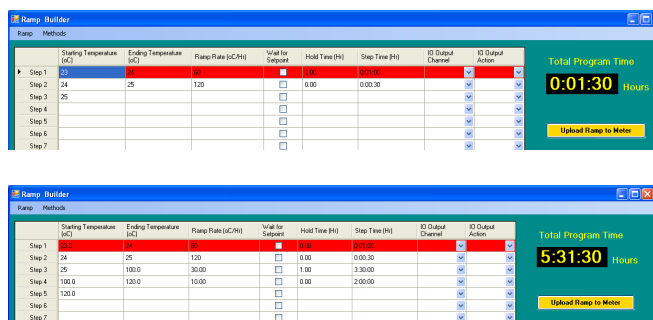 Ramp Builder
Ramp Methods
Starting Temperature (oC) Ending Temperature (oC) Ramp Rate (oC/Hr) Wait for Setpoint Hold Time (Hr) Step Time (Hr) IO Output Channel IO Output Action
Step 1 23 24 60 0.00 0:01:00
Step 2 24 25 120 0.00 0:00:30
Step 3 25
Step 4
Step 5
Step 6
Step 7
Total Program Time
0:01:30 Hours
Upload Ramp to Meter
Ramp Builder
Ramp Methods
Starting Temperature (oC) Ending Temperature (oC) Ramp Rate (oC/Hr) Wait for Setpoint Hold Time (Hr) Step Time (Hr) IO Output Channel IO Output Action
Step 1 23.0 24 60 0.00 0:01:00
Step 2 24 25 120 0.00 0:00:30
Step 3 25 100.0 30.00 1.00 3:30:00
Step 4 100.0 120.0 10.00 0.00 2:00:00
Step 5 120.0
Step 6
Step 7
Total Program Time
5:31:30 Hours
Upload Ramp to Meter